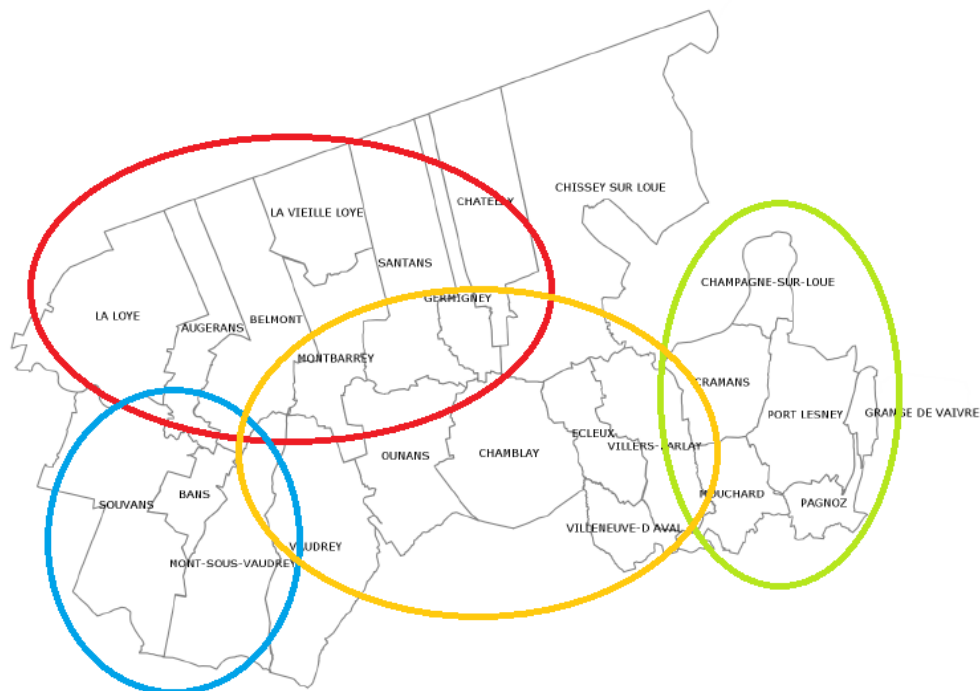 CHISSEY SUR LOUE
CHATELLY
LA VIEILLE LOYE
SANTANS
CHAMPAGNE-SUR-LOUE
GERMIGNEY
LA LOYE
BELMONT
AUGERANS
MONTBARREY
CRAMANS
PORT LESNEY
GRANGE DE VAIVRE
ECLEUX
VILLERS-FARLAY
OUNANS
CHAMBLAY
BANS
MOUCHARD
SOUVANS
PAGNOZ
VILLENEUVE-D AVAL
VAUDREY
MONT-SOUS-VAUDREY